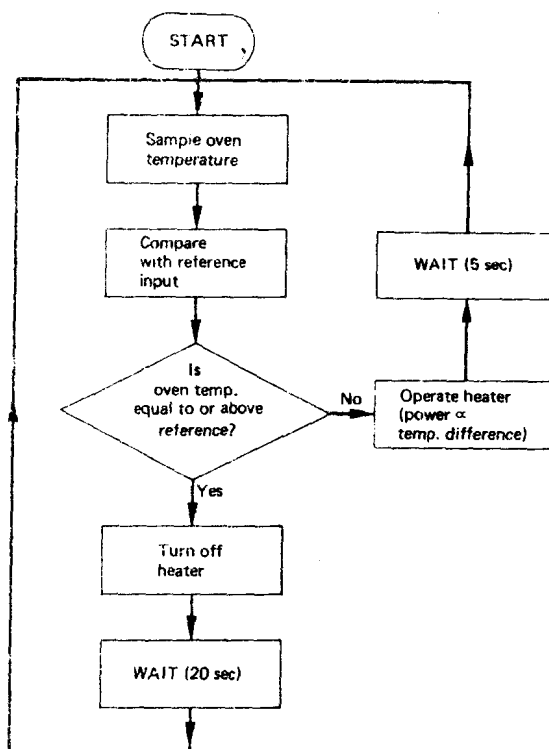 START
Sample oven
temperature
Compare
with reference
input
Is
oven temp.
equal to or above
reference?
No
Operate heater
(power ∝
temp. difference)
WAIT (5 sec)
Yes
Turn off
heater
WAIT (20 sec)